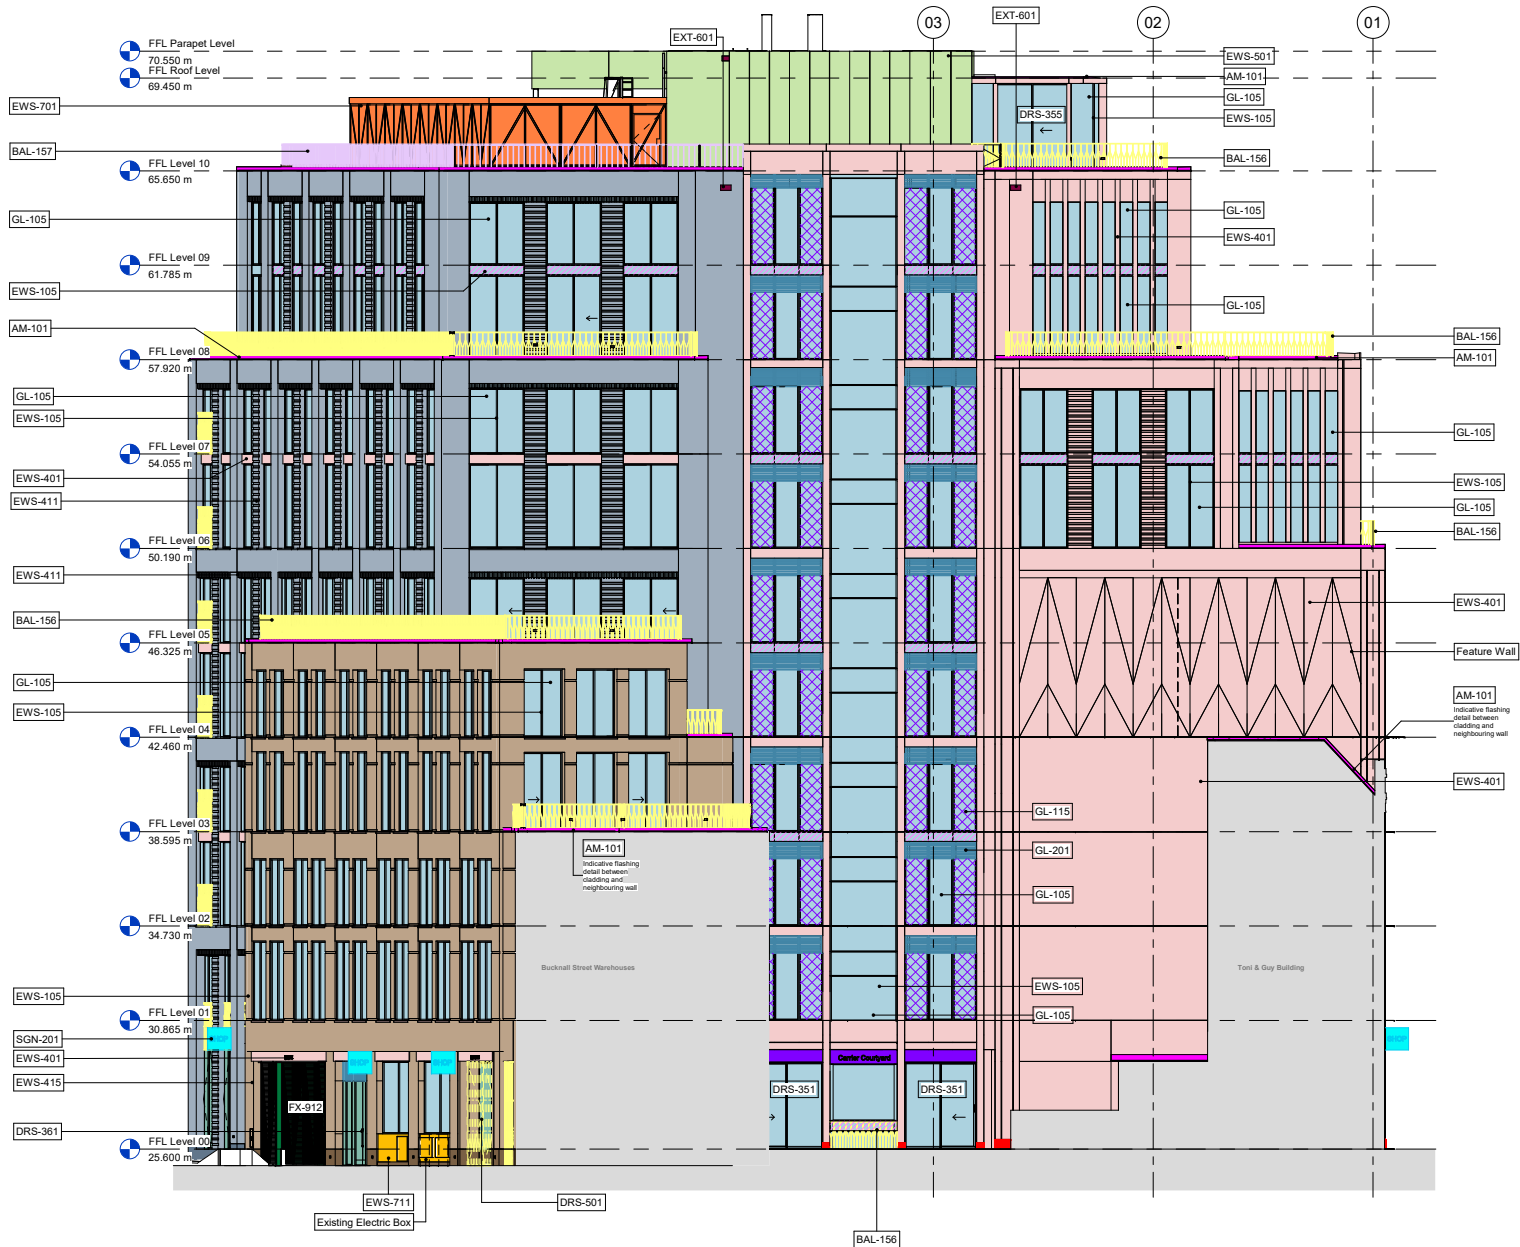 03
EXT-601
02
01
EXT-601
FFL Parapet Level
70.550 m
FFL Roof Level
69.450 m
EWS-501
AM-101
GL-105
EWS-105
DRS-355
EWS-701
BAL-157
BAL-156
FFL Level 10
65.650 m
GL-105
GL-105
EWS-401
FFL Level 09
61.785 m
EWS-105
GL-105
AM-101
BAL-156
AM-101
FFL Level 08
57.920 m
GL-105
EWS-105
GL-105
FFL Level 07
54.055 m
EWS-401
EWS-411
EWS-105
GL-105
BAL-156
FFL Level 06
50.190 m
EWS-411
EWS-401
BAL-156
FFL Level 05
46.325 m
Feature Wall
GL-105
EWS-105
AM-101
Indicative flashing
detail between
cladding and
neighbouring wall
FFL Level 04
42.460 m
EWS-401
GL-115
FFL Level 03
38.595 m
AM-101
Indicative flashing
detail between
cladding and
neighbouring wall
GL-201
GL-105
FFL Level 02
34.730 m
Bucknall Street Warehouses
Toni & Guy Building
EWS-105
EWS-105
GL-105
FFL Level 01
30.865 m
SGN-201
SHOP
SHOP
SHOP
SHOP
EWS-401
Center Courtyard
EWS-415
DRS-351
DRS-351
FX-912
DRS-361
FFL Level 00
25.600 m
EWS-711
DRS-501
Existing Electric Box
BAL-156